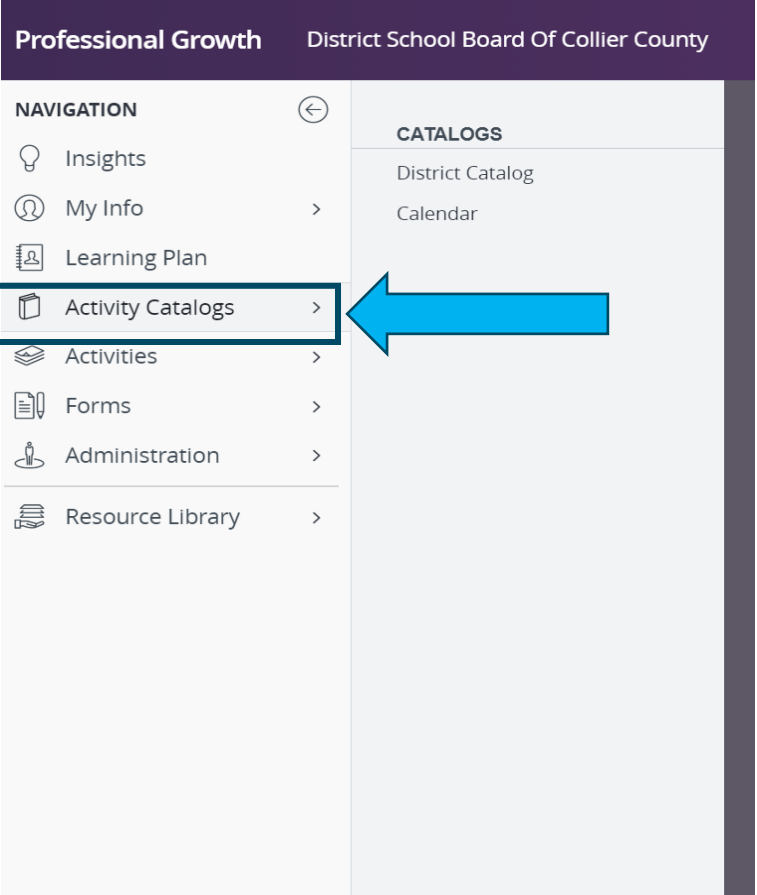 Professional Growth District School Board Of Collier County
NAVIGATION
Insights
My Info
Learning Plan
Activity Catalogs
Activities
Forms
Administration
Resource Library
CATALOGS
District Catalog
Calendar